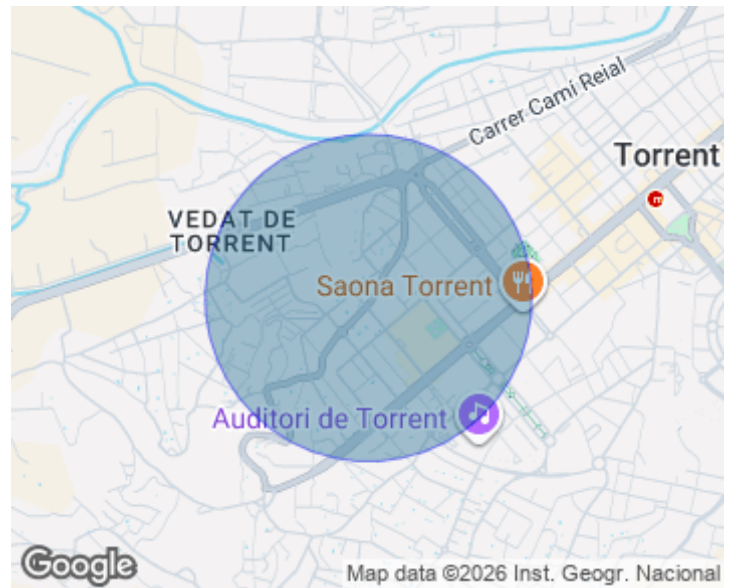 Carrer Camí Reial
Torrent
VEDAT DE
TORRENT
Saona Torrent
Auditori de Torrent
Google
Map data ©2026 Inst. Geogr. Nacional